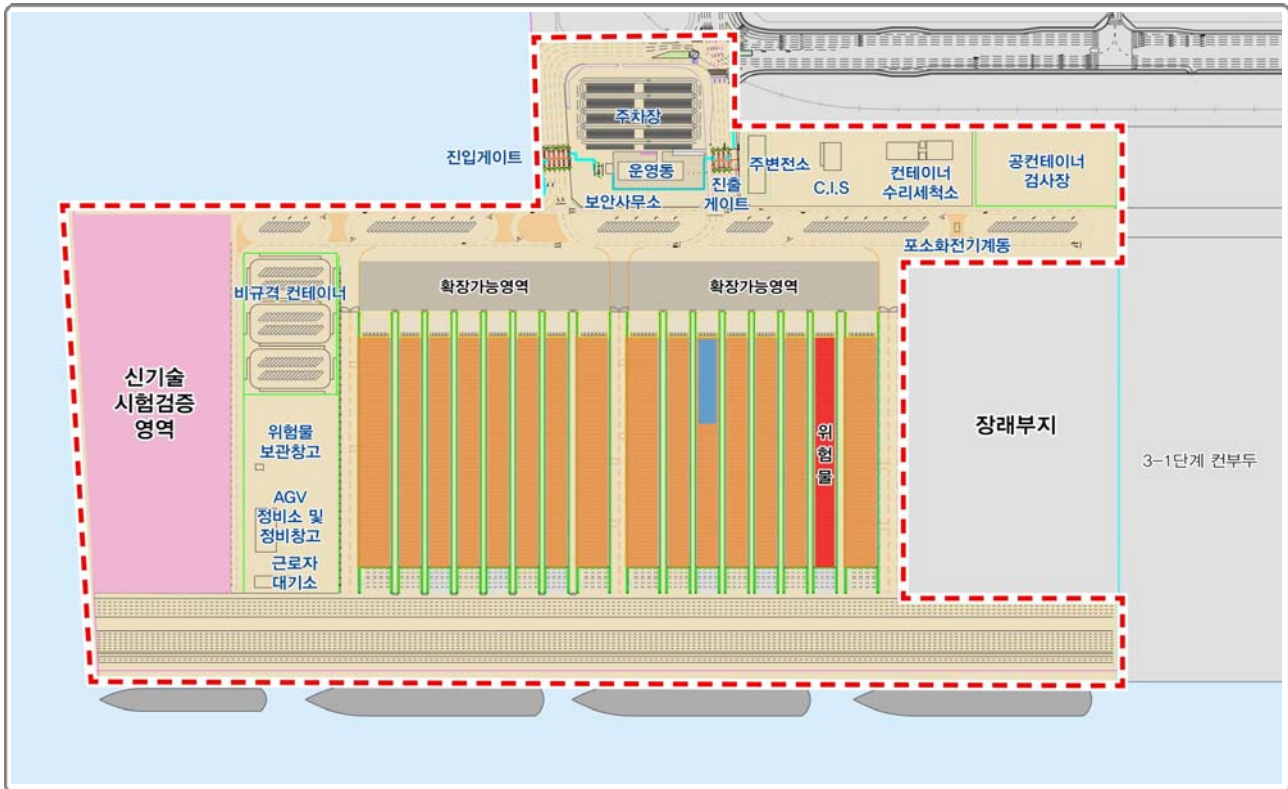 주차장
진입게이트
운영동
보안사무소
진출
게이트
주변전소
C.I.S
컨테이너
수리세척소
공컨테이너
검사장
포소화전기계동
비규격 컨테이너
확장가능영역
확장가능영역
신기술
시험검증
영역
위험물
보관창고
AGV
정비소 및
정비창고
근로자
대기소
위
험
물
장래부지
3-1단계 컨부두